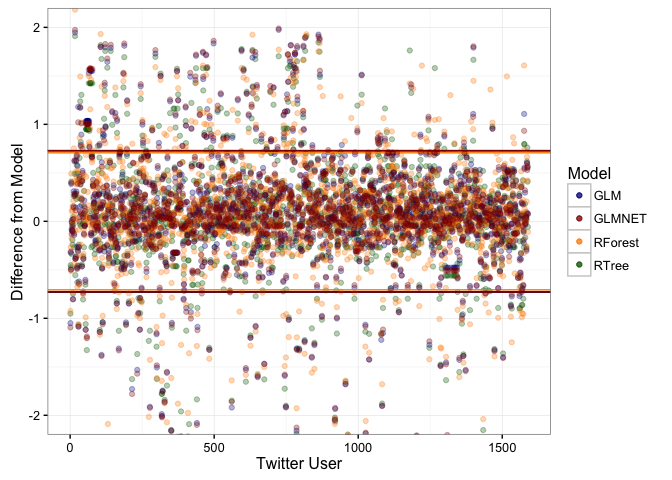 2
1
0
-1
-2
Difference from Model
0
500
1000
1500
Twitter User
Model
GLM
GLMNET
RForest
RTree